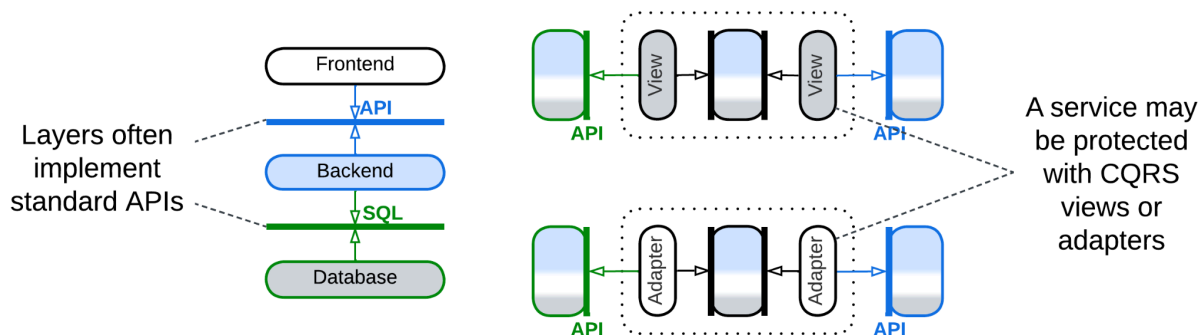 Layers often
implement
standard APIs
Frontend
API
Backend
SQL
Database
View
View
API
API
Adapter
Adapter
API
API
A service may
be protected
with CQRS
views or
adapters